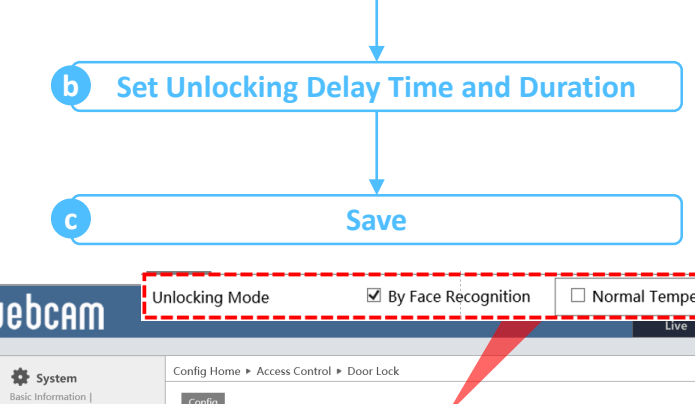 b Set Unlocking Delay Time and Duration
c Save
Unlocking Mode By Face Recognition Normal Tempe
webcam
Live
System
Config Home ▸ Access Control ▸ Door Lock
Basic Information |
Config